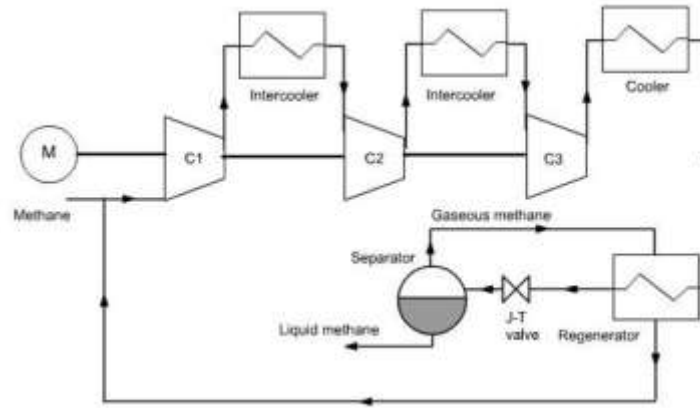 Intercooler
Intercooler
Cooler
M
C1
C2
C3
Methane
Gaseous methane
Separator
Liquid methane
J-T
valve
Regenerator